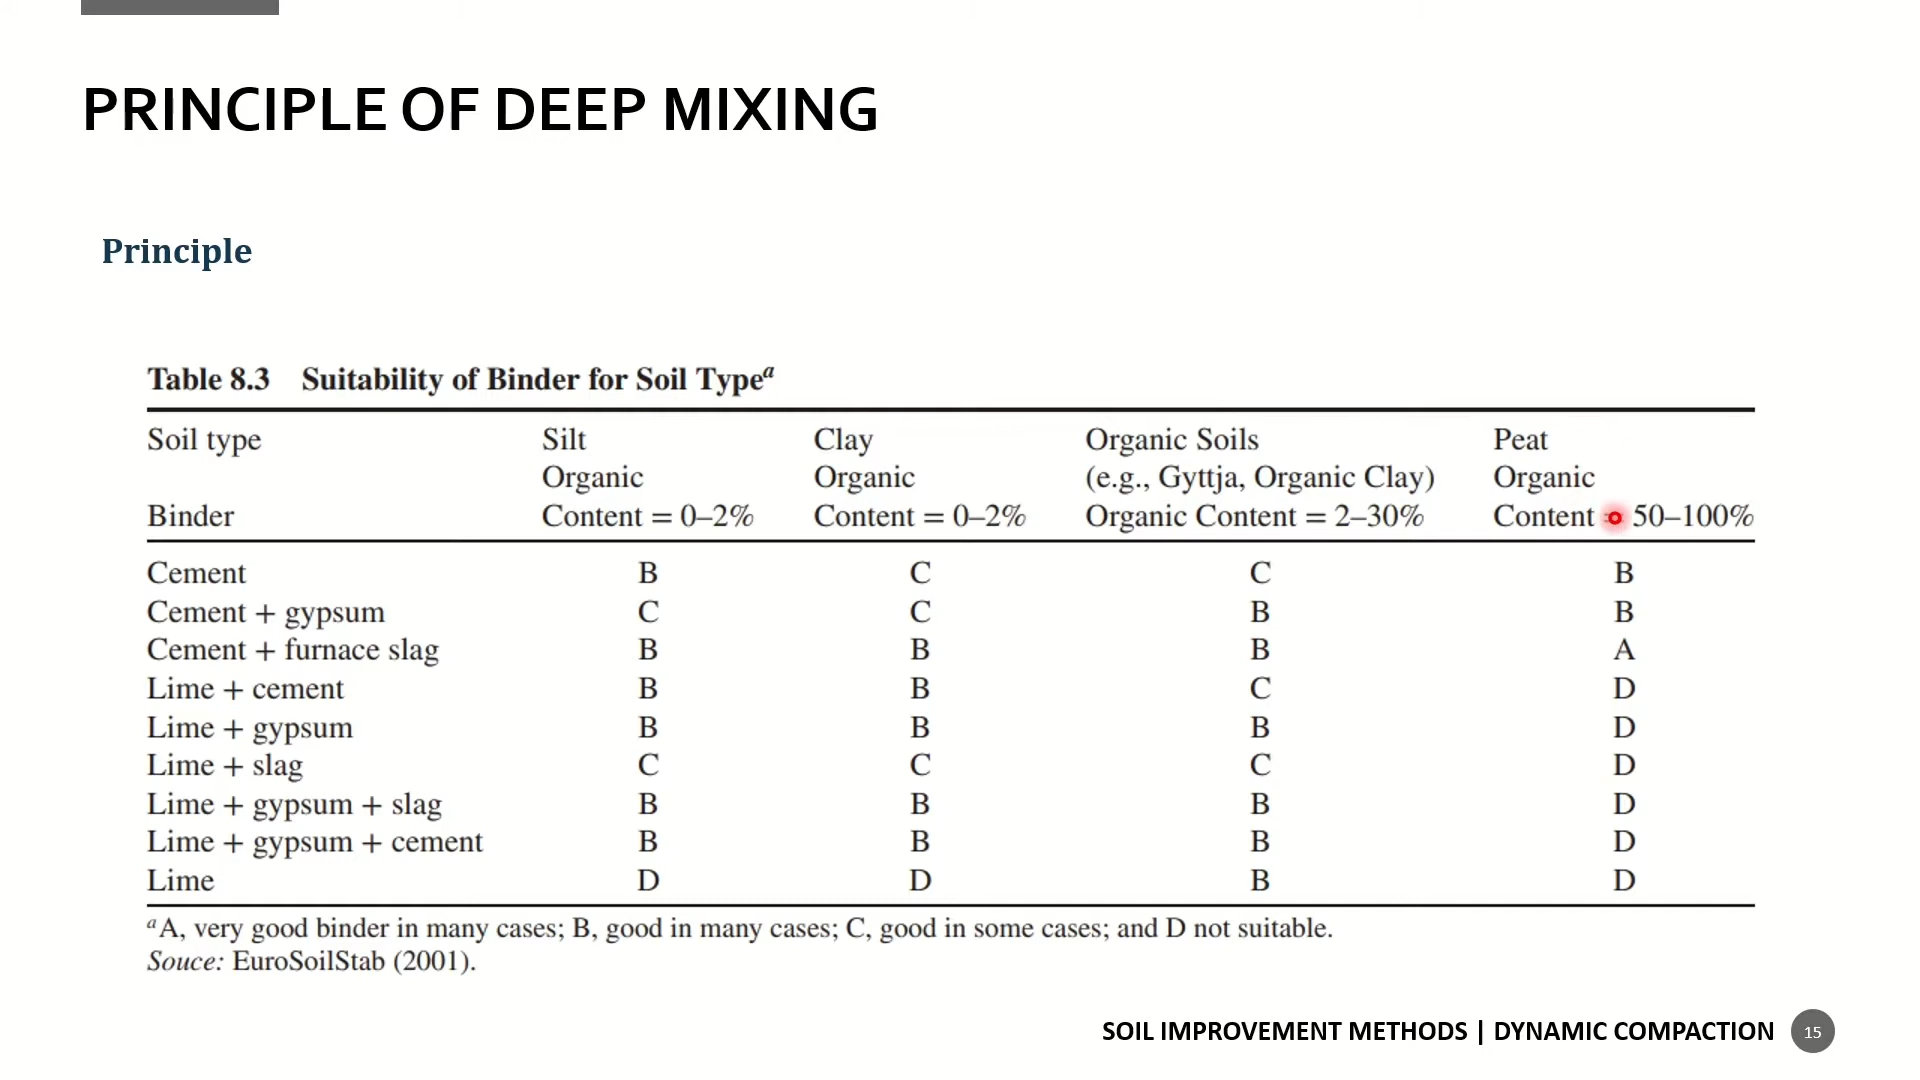 PRINCIPLE OF DEEP MIXING
Principle
Table 8.3 Suitability of Binder for Soil Type^a
Soil type Silt Clay Organic Soils Peat
Organic Organic (e.g., Gyttja, Organic Clay) Organic
Binder Content = 0–2% Content = 0–2% Organic Content = 2–30% Content 50–100%
Cement B C C B
Cement + gypsum C C B B
Cement + furnace slag B B B A
Lime + cement B B C D
Lime + gypsum B B B D
Lime + slag C C C D
Lime + gypsum + slag B B B D
Lime + gypsum + cement B B B D
Lime D D B D
^a A, very good binder in many cases; B, good in many cases; C, good in some cases; and D not suitable.
Souce: EuroSoilStab (2001).
SOIL IMPROVEMENT METHODS | DYNAMIC COMPACTION 15